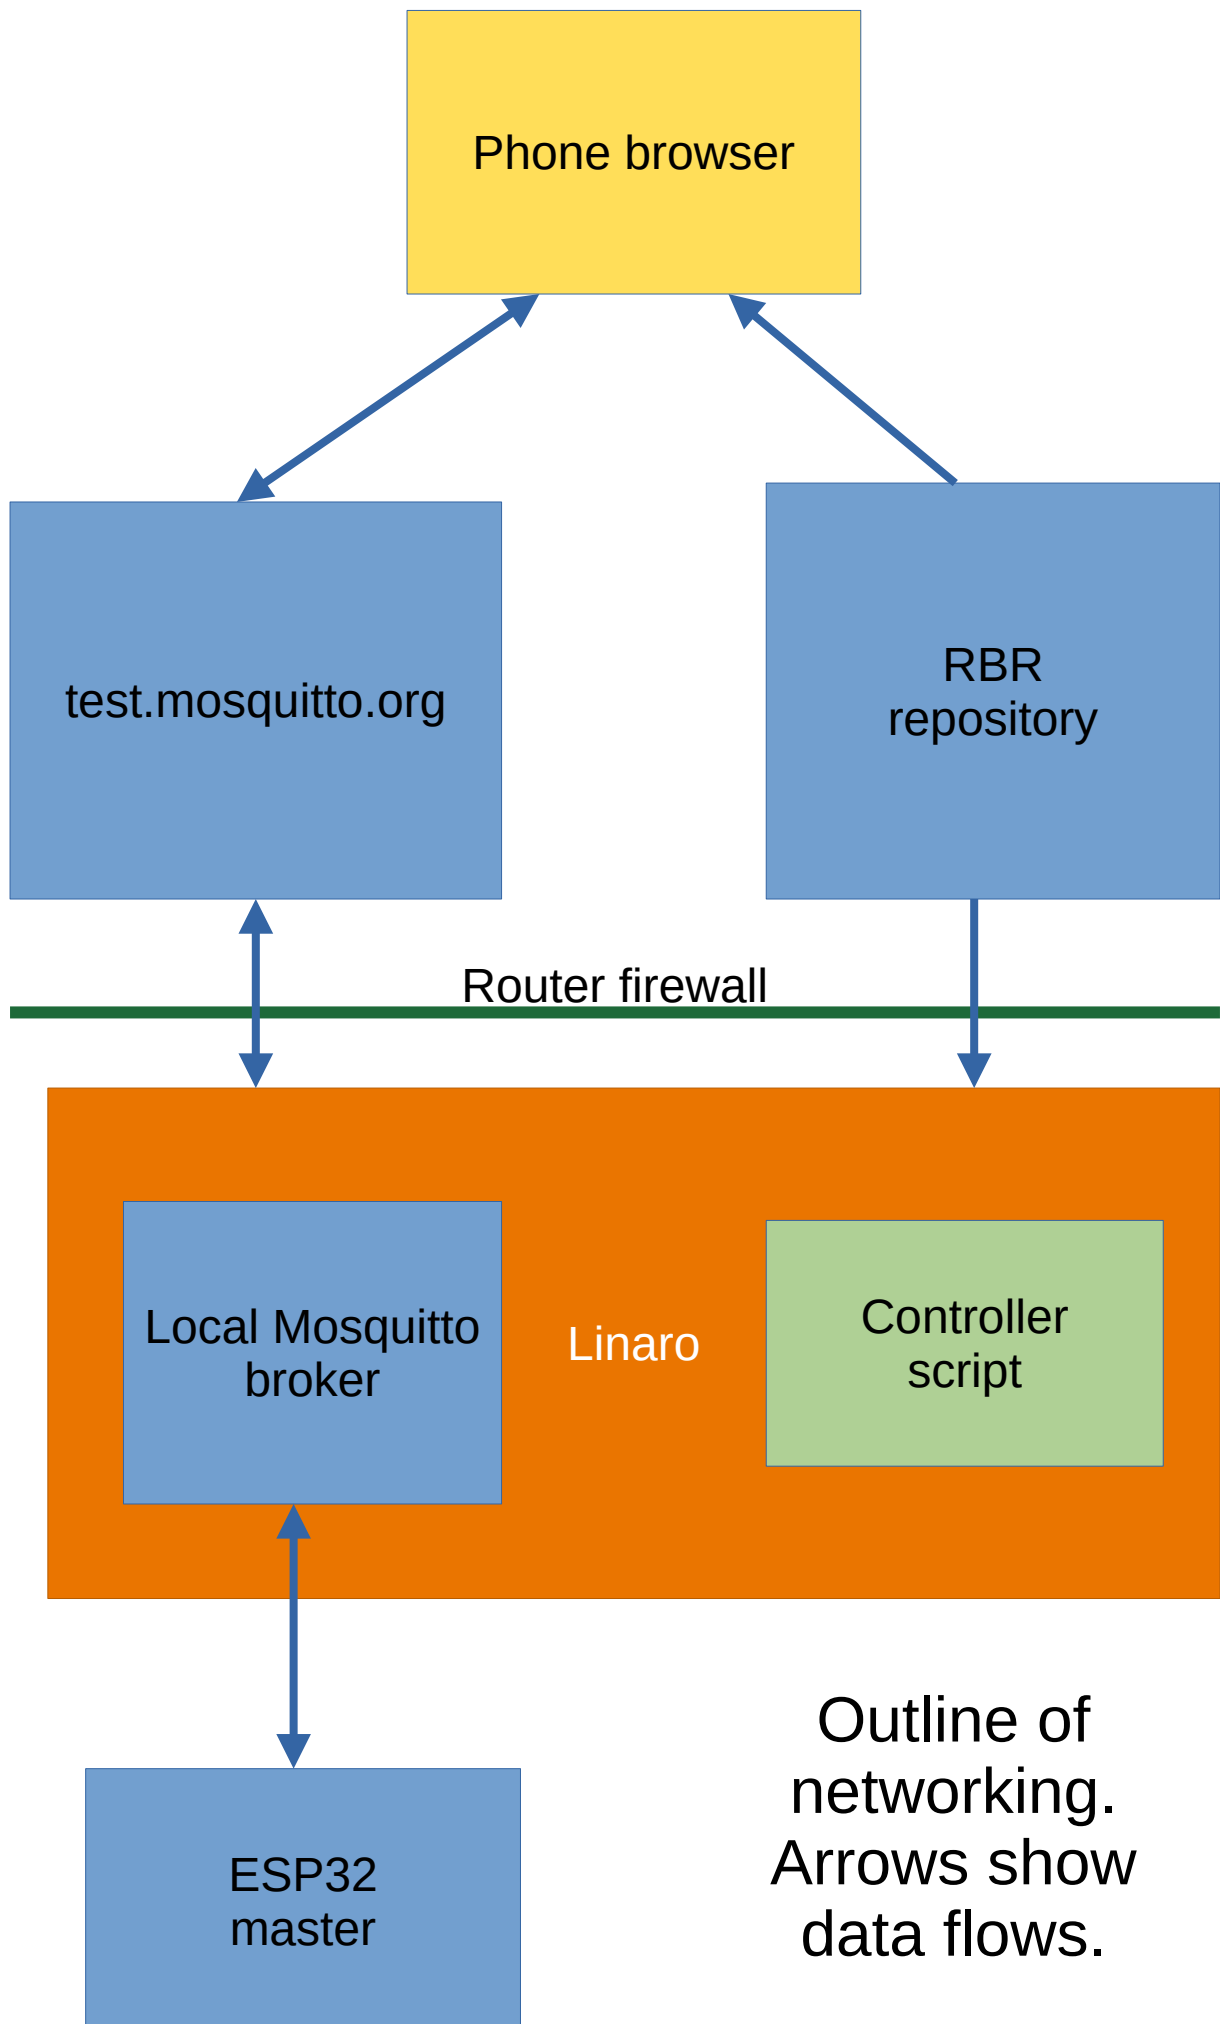 Phone browser
test.mosquitto.org
RBR
repository
Router firewall
Local Mosquitto
broker
Linaro
Controller
script
ESP32
master
Outline of
networking.
Arrows show
data flows.